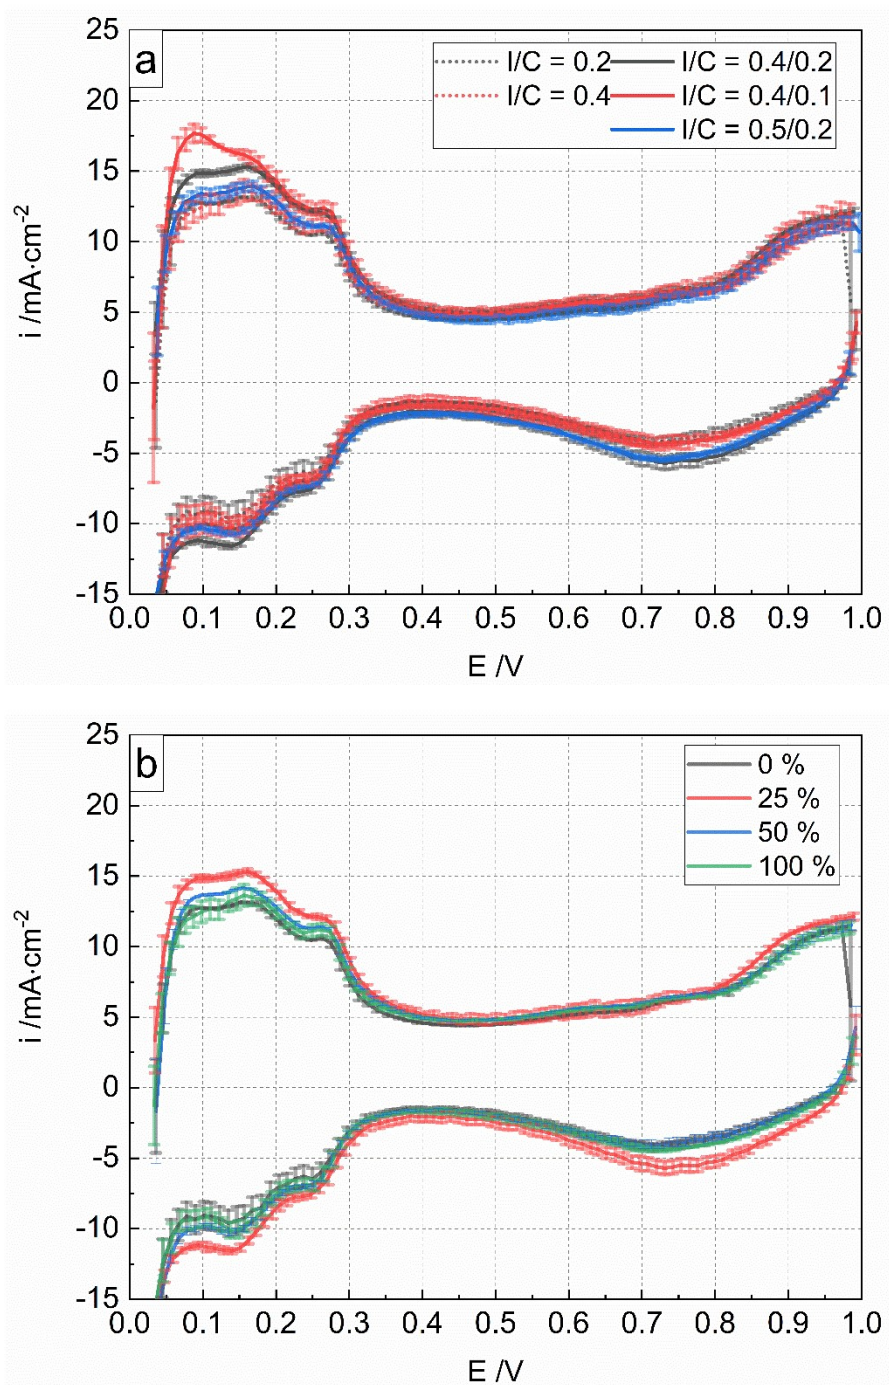 a
I/C = 0.2
I/C = 0.4/0.2
I/C = 0.4
I/C = 0.4/0.1
I/C = 0.5/0.2
25
20
15
10
5
0
-5
-10
-15
i /mA·cm⁻²
0.0 0.1 0.2 0.3 0.4 0.5 0.6 0.7 0.8 0.9 1.0
E /V
b
0 %
25 %
50 %
100 %
25
20
15
10
5
0
-5
-10
-15
i /mA·cm⁻²
0.0 0.1 0.2 0.3 0.4 0.5 0.6 0.7 0.8 0.9 1.0
E /V